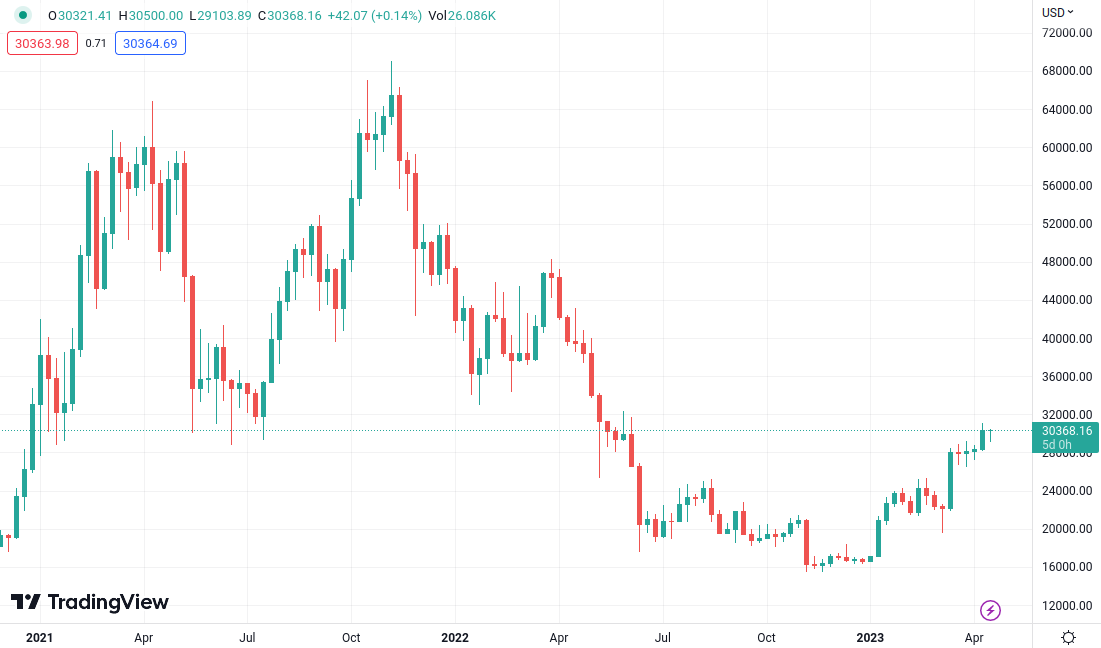 O30321.41 H30500.00 L29103.89 C30368.16 +42.07 (+0.14%) Vol26.086K
30363.98 0.71 30364.69
USD
72000.00
68000.00
64000.00
60000.00
56000.00
52000.00
48000.00
44000.00
40000.00
36000.00
32000.00
30368.16
5d 0h
28000.00
24000.00
20000.00
16000.00
12000.00
TradingView
2021 Apr Jul Oct 2022 Apr Jul Oct 2023 Apr